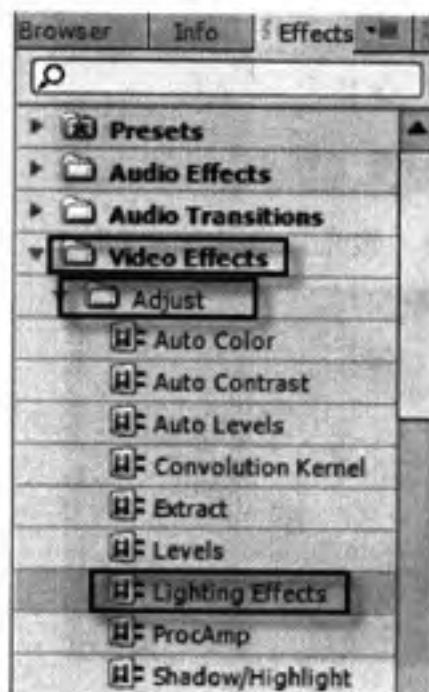 Browser Info Effects
Presets
Audio Effects
Audio Transitions
Video Effects
Adjust
Auto Color
Auto Contrast
Auto Levels
Convolution Kernel
Extract
Levels
Lighting Effects
ProcAmp
Shadow/Highlight